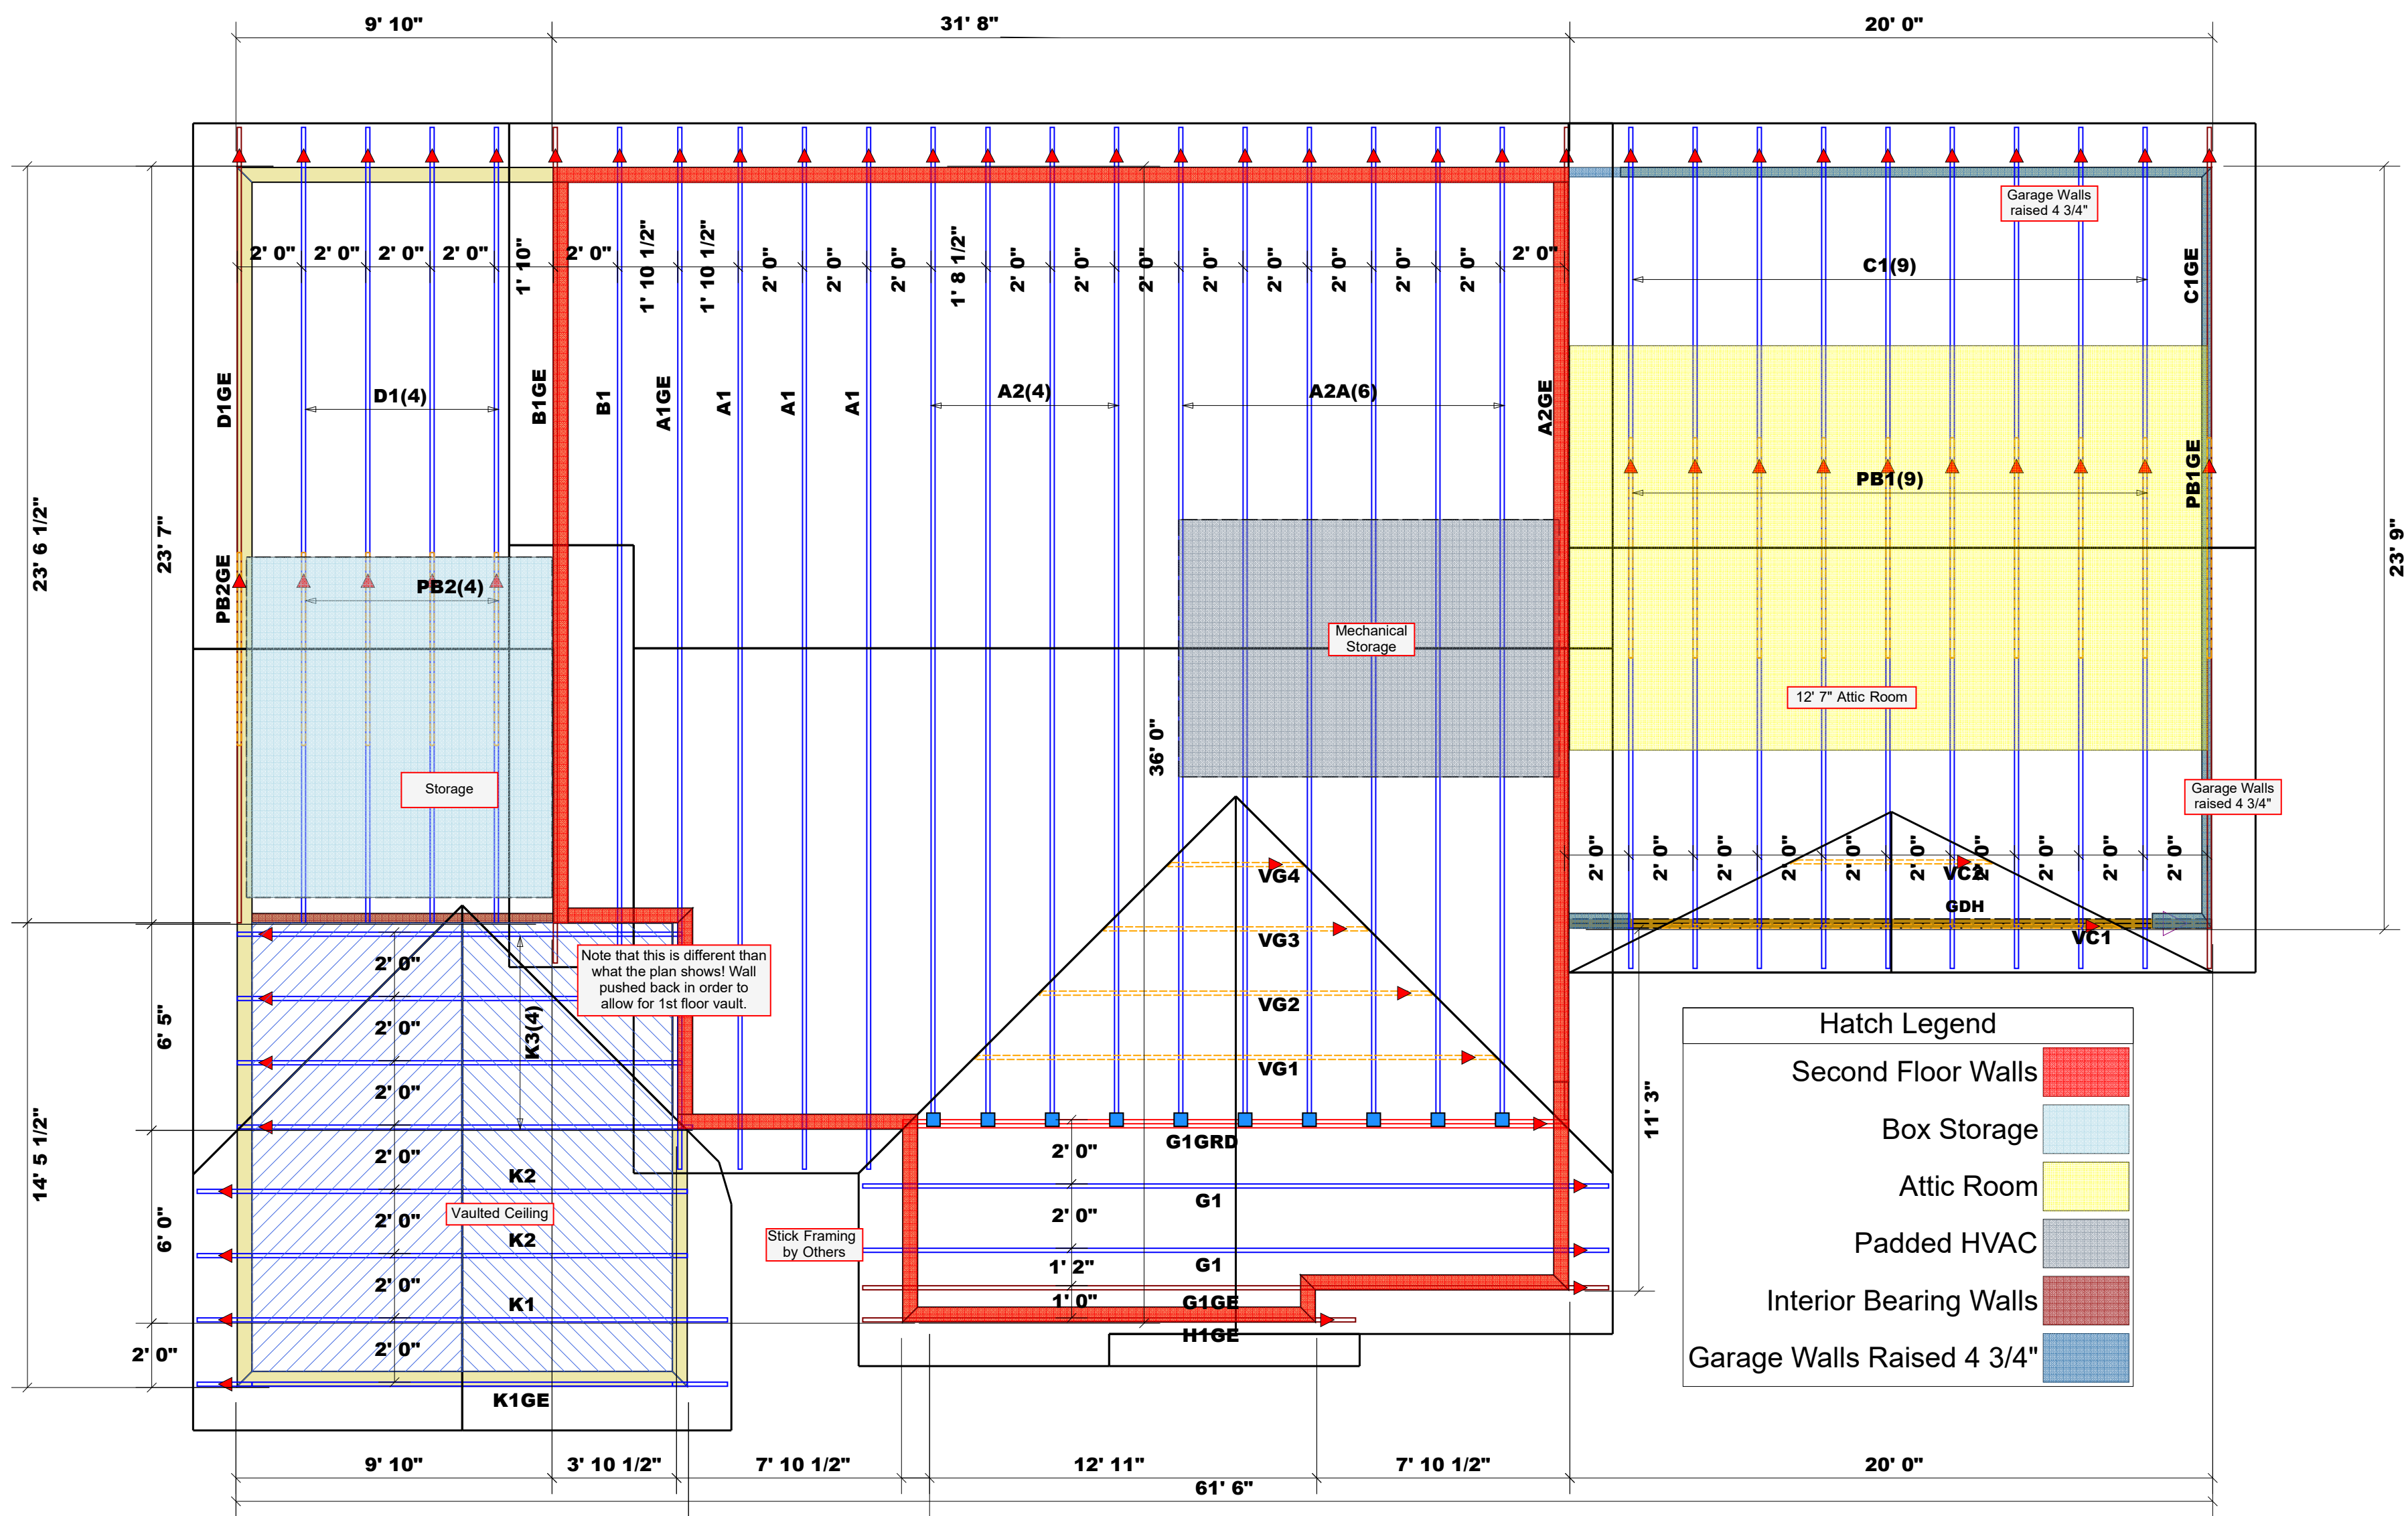 9' 10"
31' 8"
20' 0"
Garage Walls
raised 4 3/4"
2' 0"
2' 0"
2' 0"
2' 0"
1' 10"
2' 0"
1' 10 1/2"
1' 10 1/2"
2' 0"
2' 0"
2' 0"
1' 8 1/2"
2' 0"
2' 0"
2' 0"
2' 0"
2' 0"
2' 0"
2' 0"
2' 0"
2' 0"
C1(9)
C1GE
D1GE
D1(4)
B1GE
B1
A1GE
A1
A1
A1
A2(4)
A2A(6)
A2GE
PB1(9)
PB1GE
23' 6 1/2"
23' 7"
23' 9"
PB2GE
PB2(4)
Mechanical
Storage
12' 7" Attic Room
36' 0"
Storage
Garage Walls
raised 4 3/4"
2' 0"
2' 0"
2' 0"
2' 0"
2' 0"
2' 0"
2' 0"
2' 0"
2' 0"
2' 0"
VG4
VC2
GDH
VC1
VG3
VG2
VG1
Note that this is different than
what the plan shows! Wall
pushed back in order to
allow for 1st floor vault.
2' 0"
2' 0"
2' 0"
2' 0"
2' 0"
2' 0"
2' 0"
K3(4)
6' 5"
14' 5 1/2"
6' 0"
2' 0"
K2
Vaulted Ceiling
K2
K1
K1GE
Stick Framing
by Others
G1GRD
2' 0"
G1
2' 0"
G1
1' 2"
G1GE
1' 0"
H1GE
11' 3"
Hatch Legend
Second Floor Walls
Box Storage
Attic Room
Padded HVAC
Interior Bearing Walls
Garage Walls Raised 4 3/4"
9' 10"
3' 10 1/2"
7' 10 1/2"
12' 11"
7' 10 1/2"
20' 0"
61' 6"